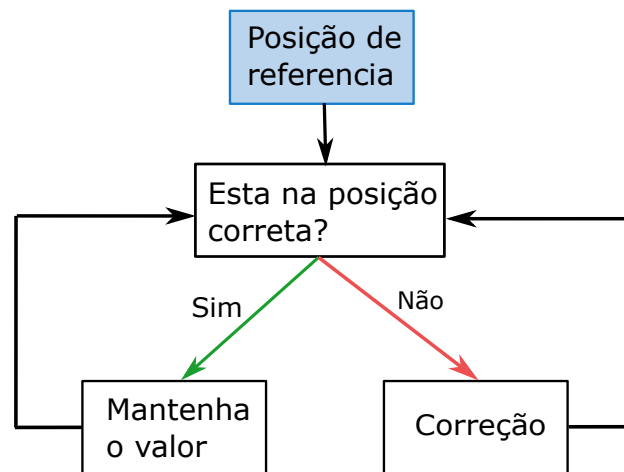 Posição de
referencia
Esta na posição
correta?
Sim
Não
Mantenha
o valor
Correção